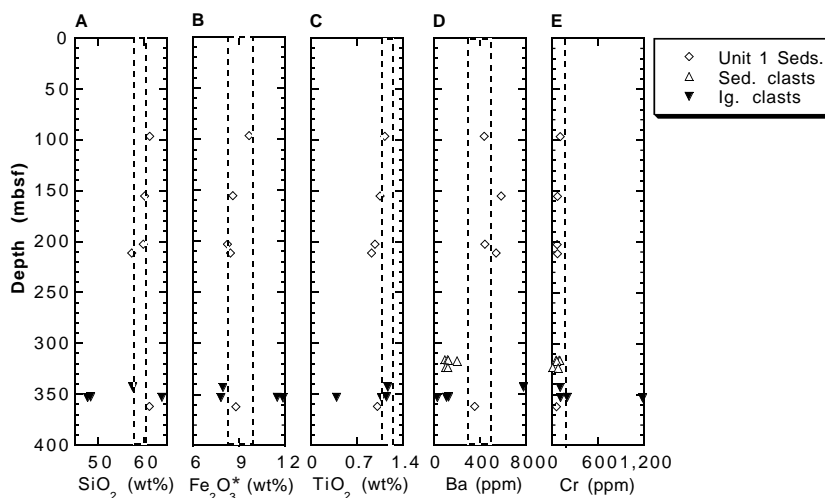 A B C D E
Unit 1 Seds.
Sed. clasts
Ig. clasts
Depth (mbsf)
0
50
100
150
200
250
300
350
400
50 60
6 9 12
0 0.7 1.4
0 400 800
0 600 1,200
SiO2 (wt%)
Fe2O3* (wt%)
TiO2 (wt%)
Ba (ppm)
Cr (ppm)